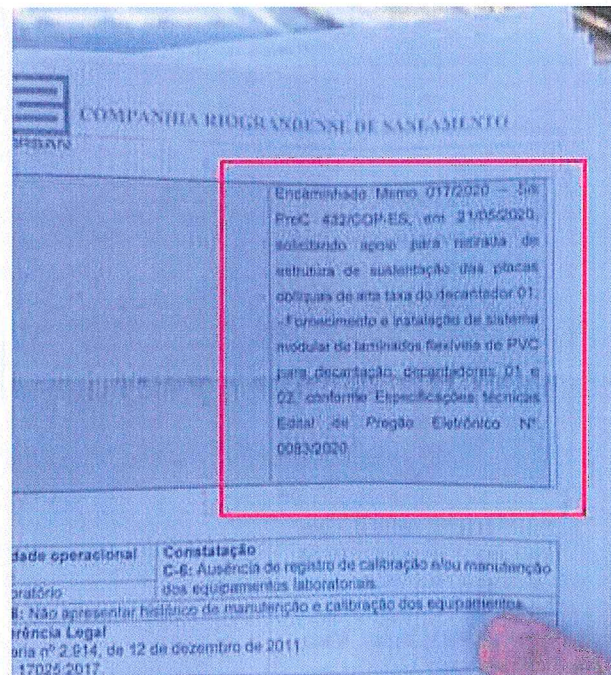 COMPANHIA RIOGRANDENSE DE SANEAMENTO
RSAN
Encaminhado Memo 017/2020 –
ProC 432/COP-ES, em 21/05/2020,
solicitando apoio para retirada de
estrutura de sustentação das placas
oblíquas de alta taxa do decantador 01.
- Fornecimento e instalação de sistema
modular de laminados flexíveis de PVC
para decantação, decantadores 01 e
02, conforme Especificações técnicas
Edital de Pregão Eletrônico Nº.
0083/2020
dade operacional
Constatação
C-6: Ausência de registro de calibração e/ou manutenção
oratório
dos equipamentos laboratoriais.
: Não apresentar histórico de manutenção e calibração dos equipamentos.
erência Legal
aria nº 2.914, de 12 de dezembro de 2011.
17025:2017.